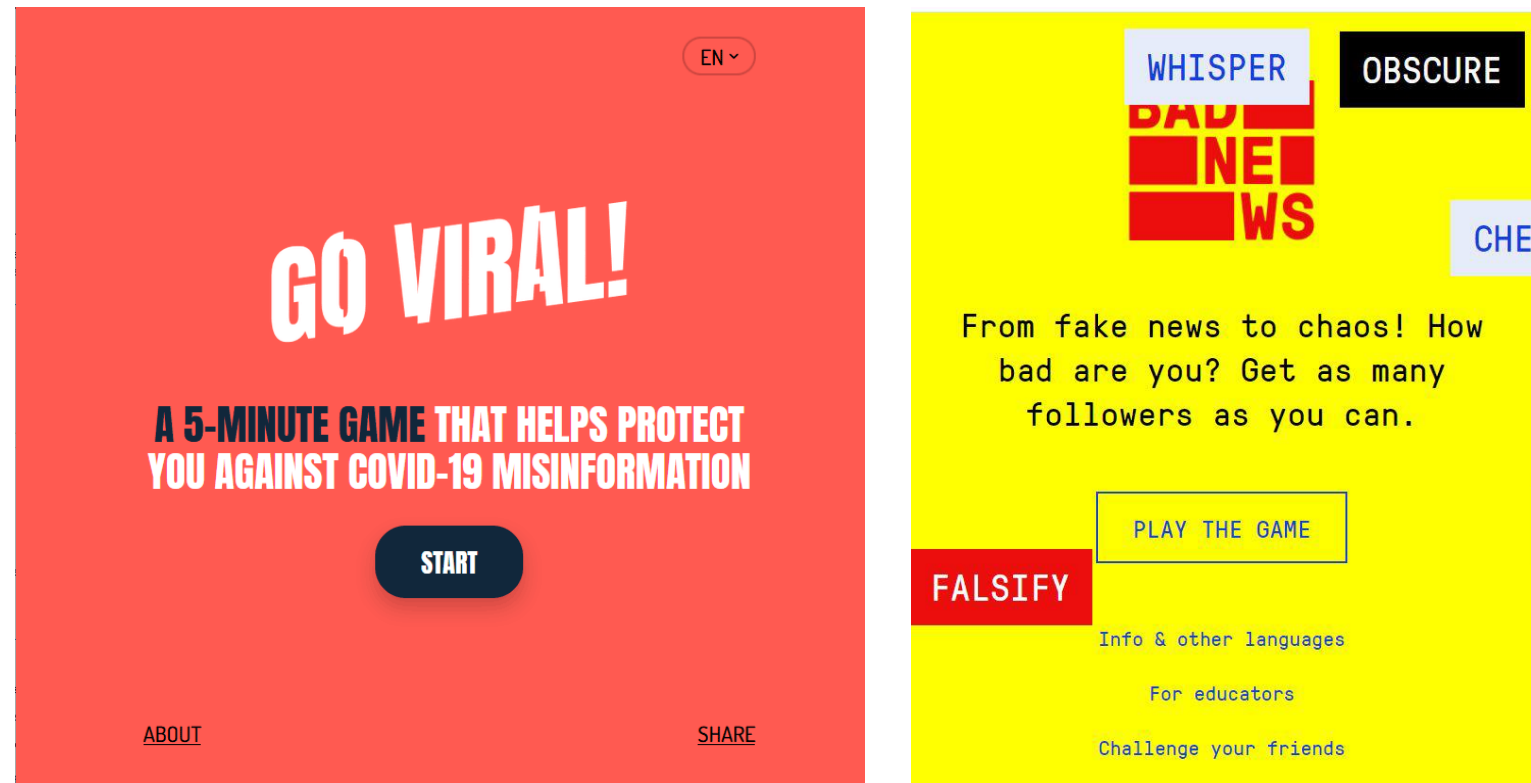 EN
GO VIRAL!
A 5-MINUTE GAME THAT HELPS PROTECT
YOU AGAINST COVID-19 MISINFORMATION
START
ABOUT
SHARE
WHISPER
OBSCURE
BAD
NE
WS
CHE
From fake news to chaos! How
bad are you? Get as many
followers as you can.
PLAY THE GAME
FALSIFY
Info & other languages
For educators
Challenge your friends